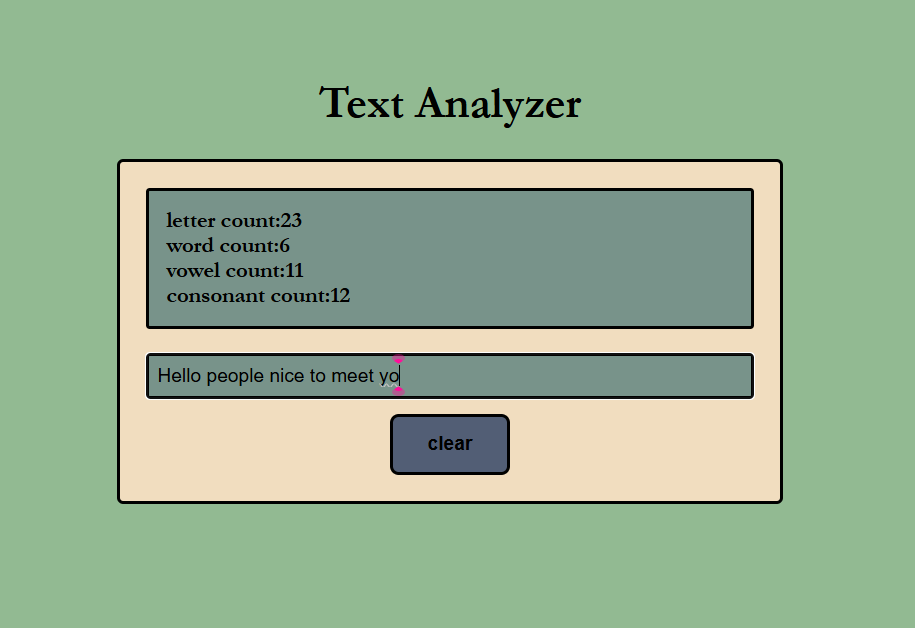 Text Analyzer
letter count:23
word count:6
vowel count:11
consonant count:12
Hello people nice to meet yo
clear